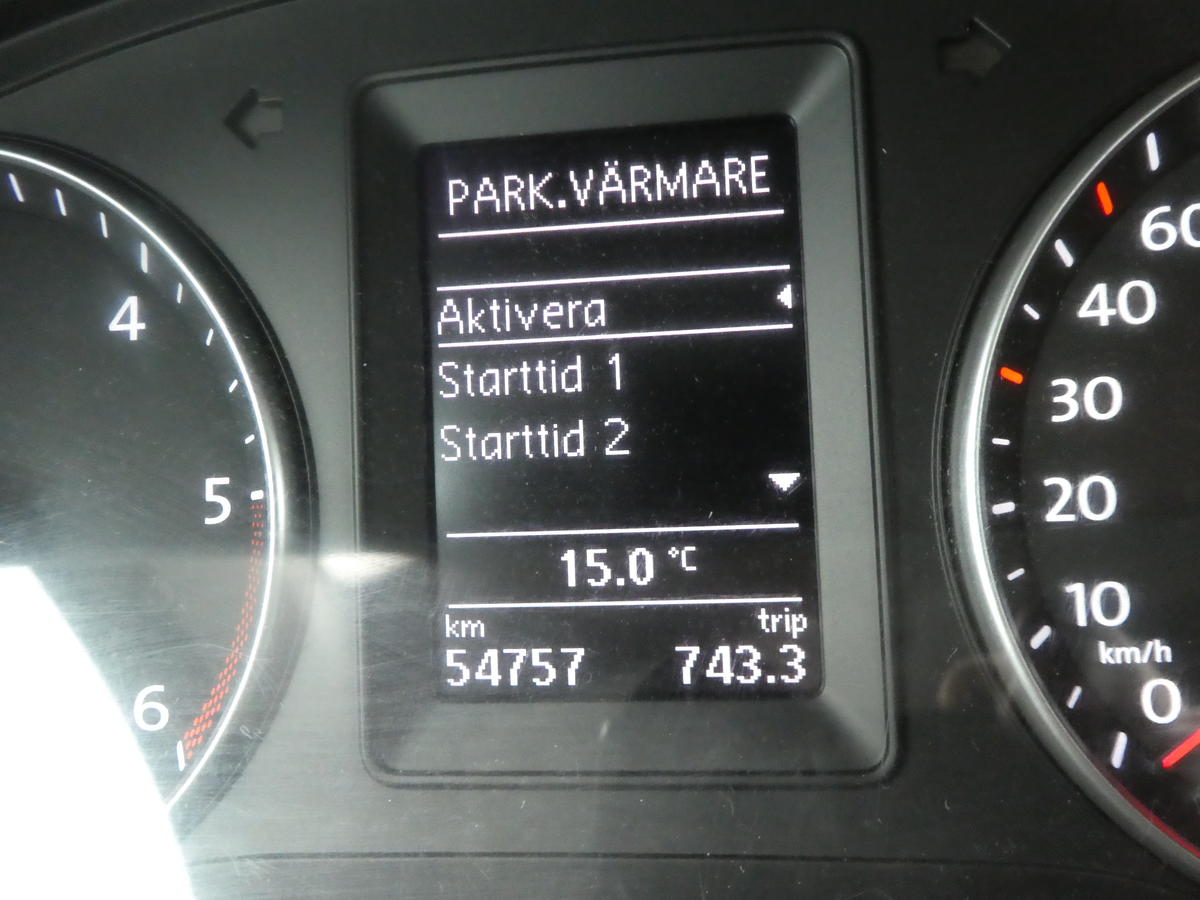 PARK.VÄRMARE
Aktivera
Starttid 1
Starttid 2
15.0 °C
km trip
54757 743.3
4
5
6
60
40
30
20
10
km/h
0